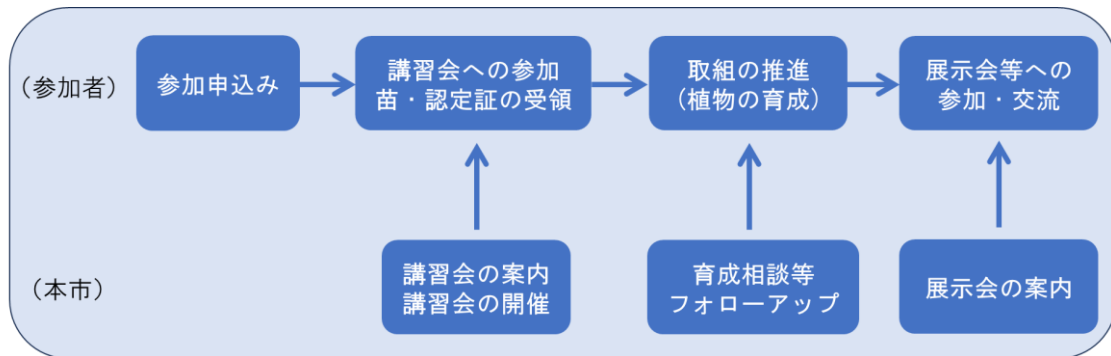 （参加者）
参加申込み
講習会への参加
苗・認定証の受領
取組の推進
（植物の育成）
展示会等への
参加・交流
（本市）
講習会の案内
講習会の開催
育成相談等
フォローアップ
展示会の案内